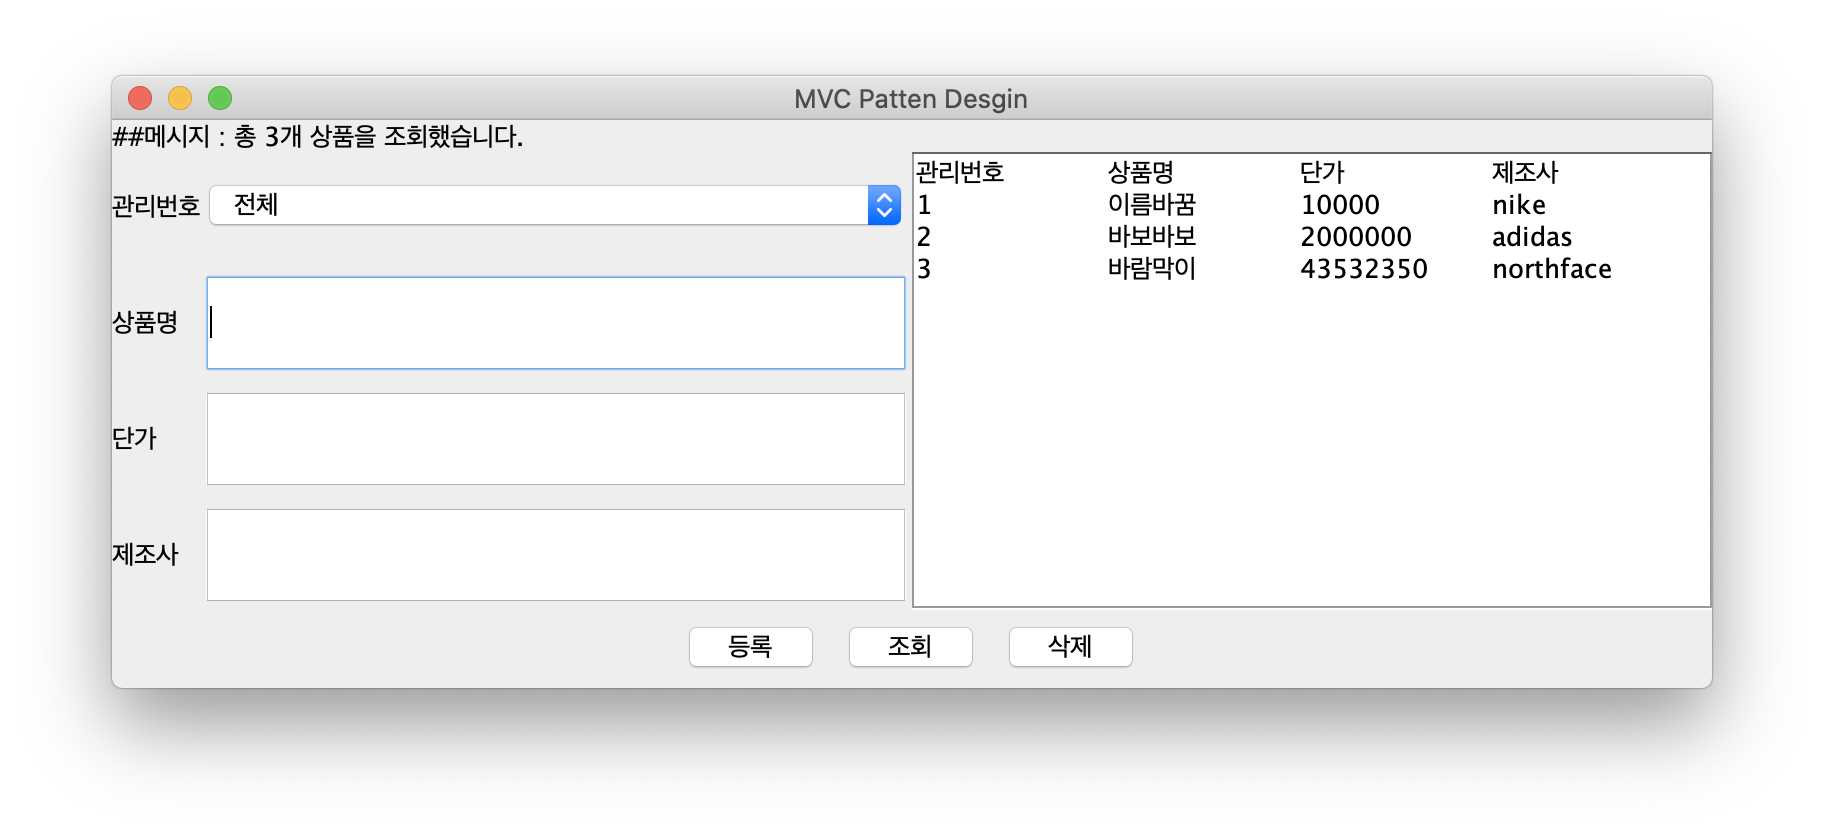 MVC Patten Desgin
##메시지 : 총 3개 상품을 조회했습니다.
관리번호 전체
상품명
단가
제조사
관리번호 상품명 단가 제조사
1 이름바꿈 10000 nike
2 바보바보 2000000 adidas
3 바람막이 43532350 northface
등록 조회 삭제